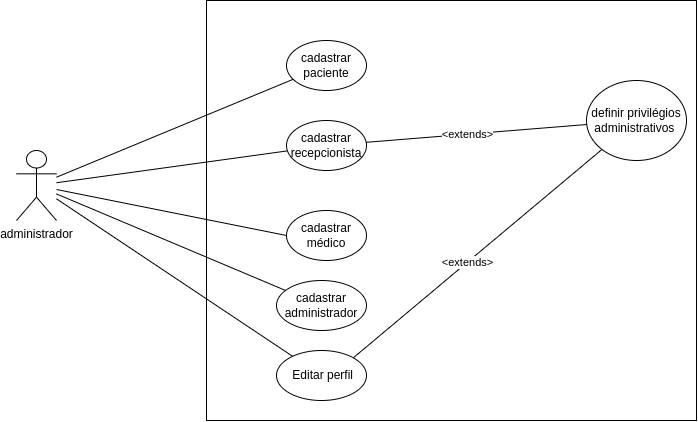 cadastrar
paciente
cadastrar
recepcionista
<extends>
definir privilégios
administrativos
administrador
cadastrar
médico
<extends>
cadastrar
administrador
Editar perfil